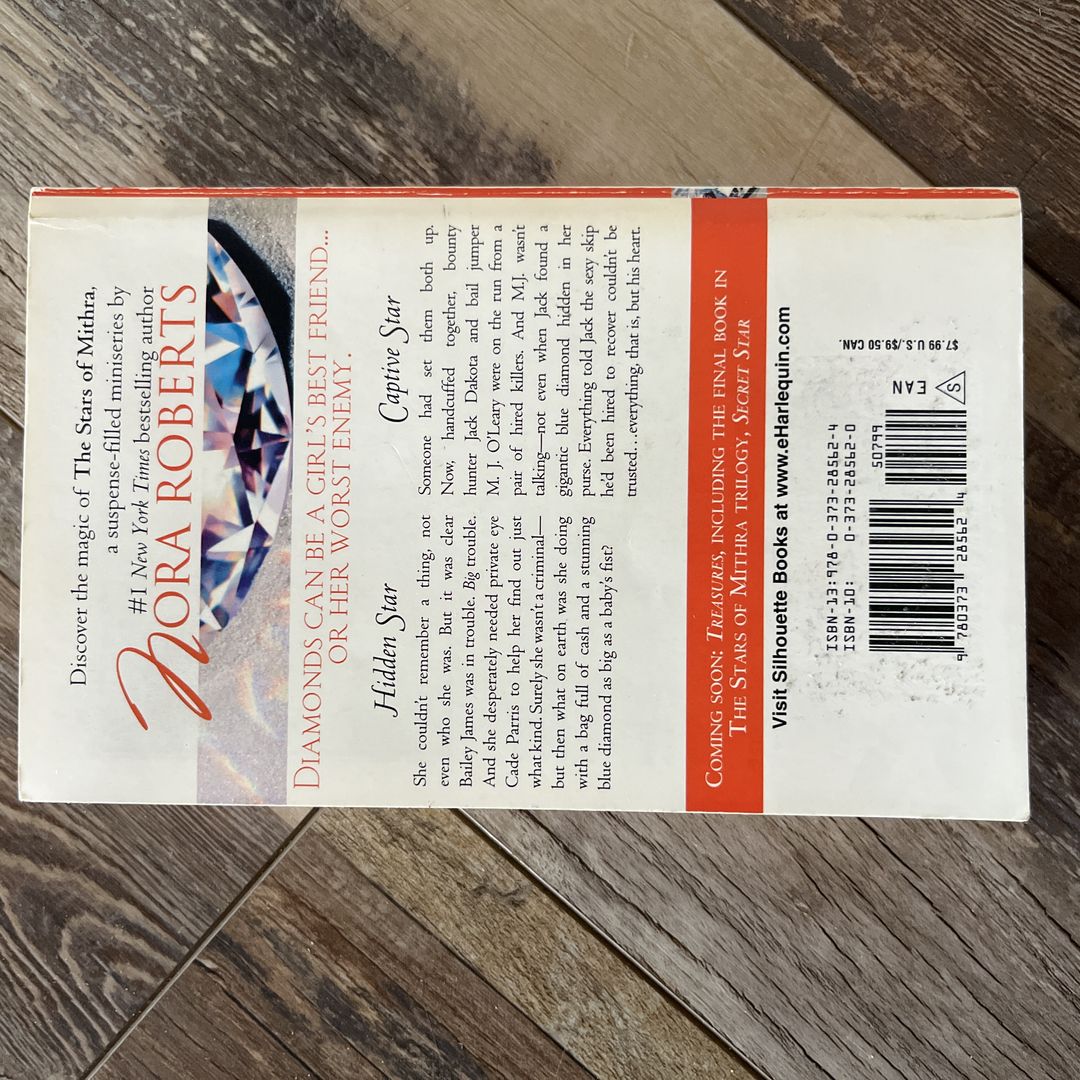 Discover the magic of The Stars of Mithra,
a suspense-filled miniseries by
#1 New York Times bestselling author
NORA ROBERTS
DIAMONDS CAN BE A GIRL'S BEST FRIEND...
OR HER WORST ENEMY.
Hidden Star
She couldn't remember a thing, not
even who she was. But it was clear
Bailey James was in trouble. Big trouble.
And she desperately needed private eye
Cade Parris to help her find out just
what kind. Surely she wasn't a criminal—
but then what on earth was she doing
with a bag full of cash and a stunning
blue diamond as big as a baby's fist?
Captive Star
Someone had set them both up.
Now, handcuffed together, bounty
hunter Jack Dakota and bail jumper
M. J. O'Leary were on the run from a
pair of hired killers. And M.J. wasn't
talking—not even when Jack found a
gigantic blue diamond hidden in her
purse. Everything told Jack the sexy skip
he'd been hired to recover couldn't be
trusted...everything, that is, but his heart.
COMING SOON: TREASURES, INCLUDING THE FINAL BOOK IN
THE STARS OF MITHRA TRILOGY, SECRET STAR
Visit Silhouette Books at www.eHarlequin.com
ISBN-13: 978-0-373-28562-4
ISBN-10: 0-373-28562-0
50799
9 780373 285624
EAN
S
$7.99 U.S./$9.50 CAN.